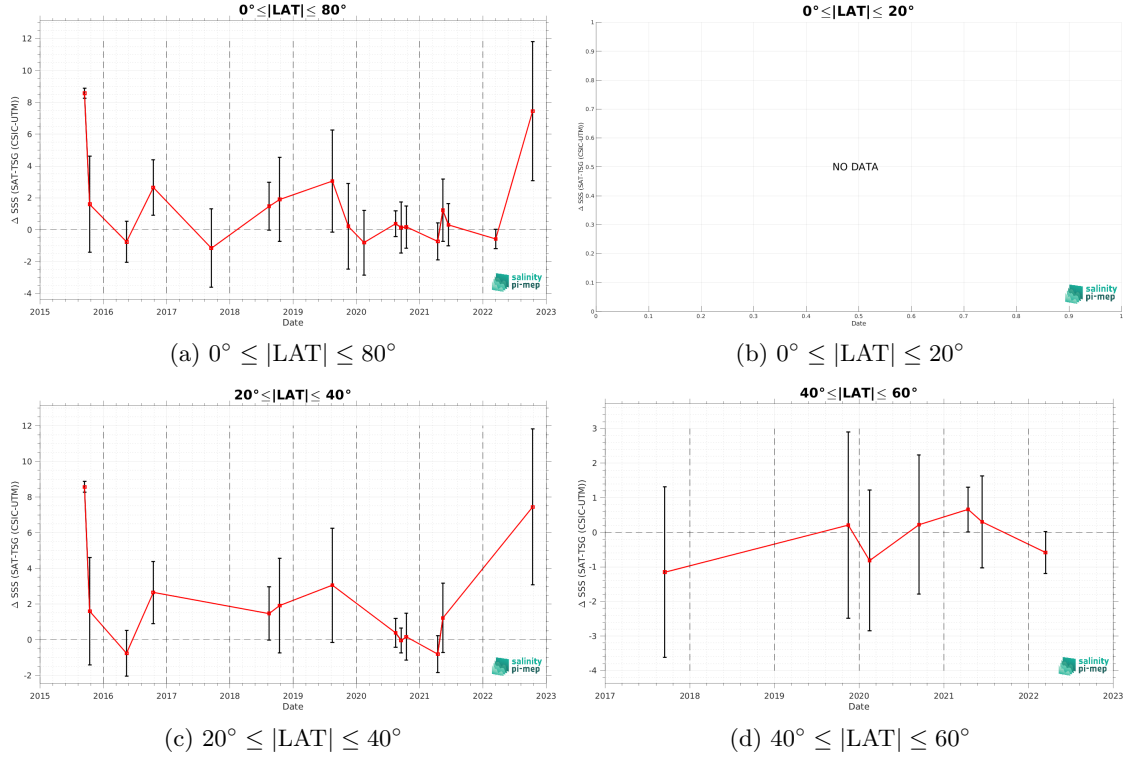 0°≤|LAT|≤ 80°
Δ SSS (SAT-TSG (CSIC-UTM))
12
10
8
6
4
2
0
-2
-4
2015 2016 2017 2018 2019 2020 2021 2022 2023
Date
salinity
pi-mep
(a) 0° ≤ |LAT| ≤ 80°
0°≤|LAT|≤ 20°
Δ SSS (SAT-TSG (CSIC-UTM))
1
0.9
0.8
0.7
0.6
0.5
0.4
0.3
0.2
0.1
0
NO DATA
0 0.1 0.2 0.3 0.4 0.5 0.6 0.7 0.8 0.9 1
Date
salinity
pi-mep
(b) 0° ≤ |LAT| ≤ 20°
20°≤|LAT|≤ 40°
Δ SSS (SAT-TSG (CSIC-UTM))
12
10
8
6
4
2
0
-2
2015 2016 2017 2018 2019 2020 2021 2022 2023
Date
salinity
pi-mep
(c) 20° ≤ |LAT| ≤ 40°
40°≤|LAT|≤ 60°
Δ SSS (SAT-TSG (CSIC-UTM))
3
2
1
0
-1
-2
-3
-4
2017 2018 2019 2020 2021 2022 2023
Date
salinity
pi-mep
(d) 40° ≤ |LAT| ≤ 60°